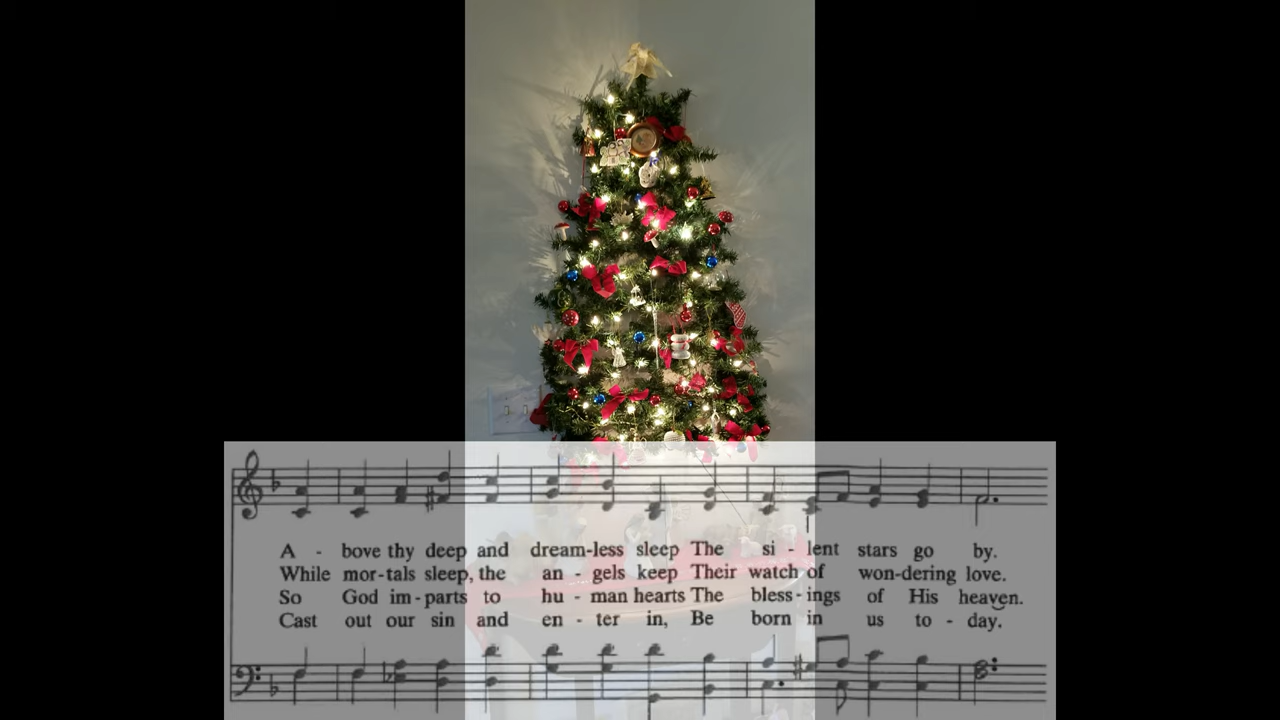 A - bove thy deep and dream-less sleep The si - lent stars go by.
While mor-tals sleep, the an - gels keep Their watch of won-dering love.
So God im-parts to hu - man hearts The bless-ings of His heaven.
Cast out our sin and en - ter in, Be born in us to - day.